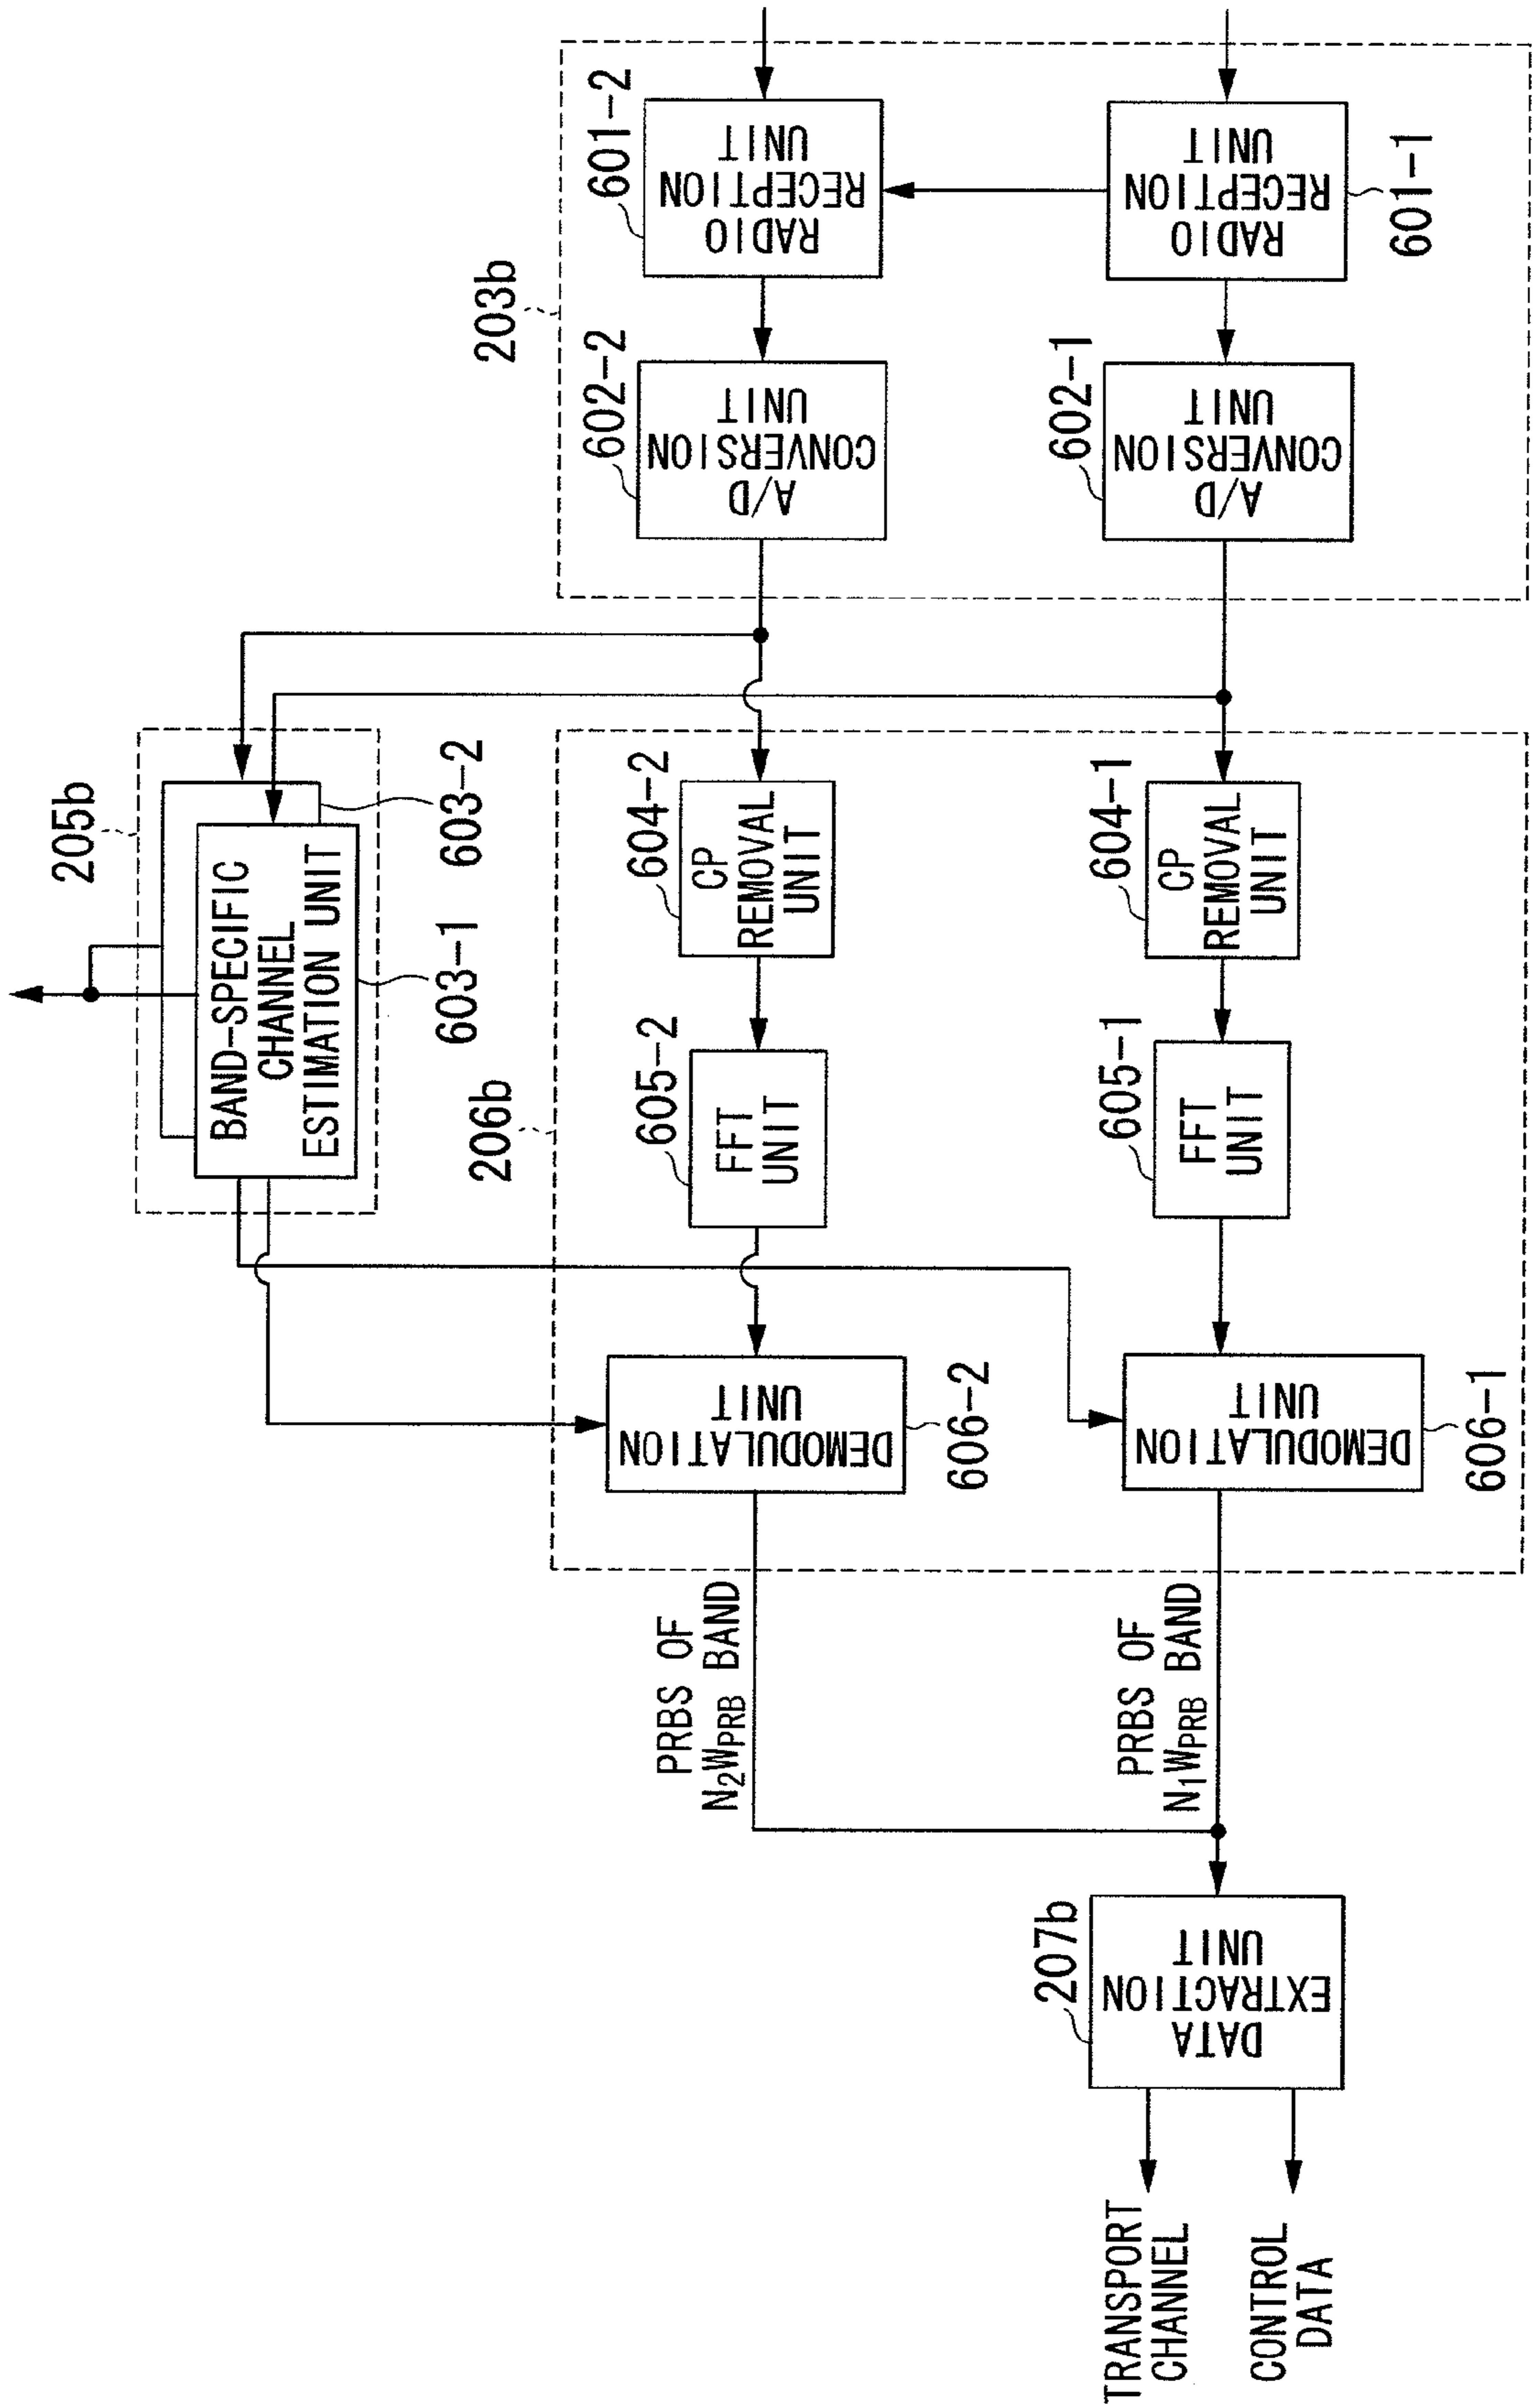 203b
601-2
RADIO
RECEPTION
UNIT
601-1
RADIO
RECEPTION
UNIT
602-2
A/D
CONVERSION
UNIT
602-1
A/D
CONVERSION
UNIT
205b
603-2
BAND-SPECIFIC
CHANNEL
ESTIMATION UNIT
603-1
206b
604-2
CP
REMOVAL
UNIT
604-1
CP
REMOVAL
UNIT
605-2
FFT
UNIT
605-1
FFT
UNIT
DEMODULATION
UNIT
606-2
DEMODULATION
UNIT
606-1
PRBS OF
N2WPRB BAND
PRBS OF
N1WPRB BAND
207b
DATA
EXTRACTION
UNIT
TRANSPORT
CHANNEL
CONTROL
DATA